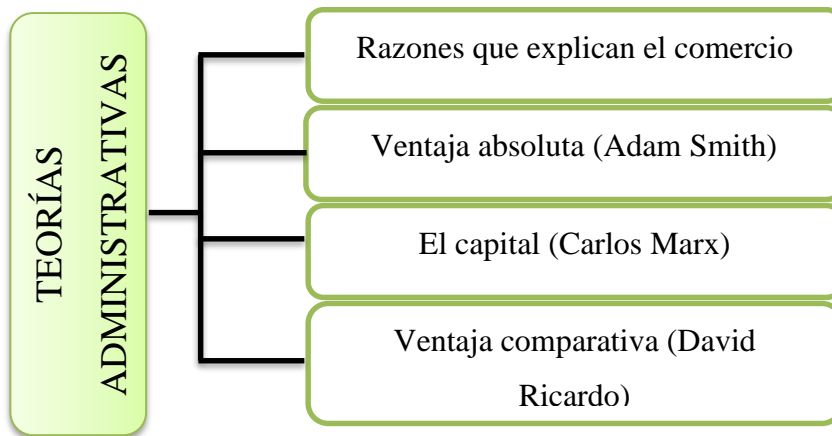 TEORÍAS
ADMINISTRATIVAS
Razones que explican el comercio
Ventaja absoluta (Adam Smith)
El capital (Carlos Marx)
Ventaja comparativa (David
Ricardo)